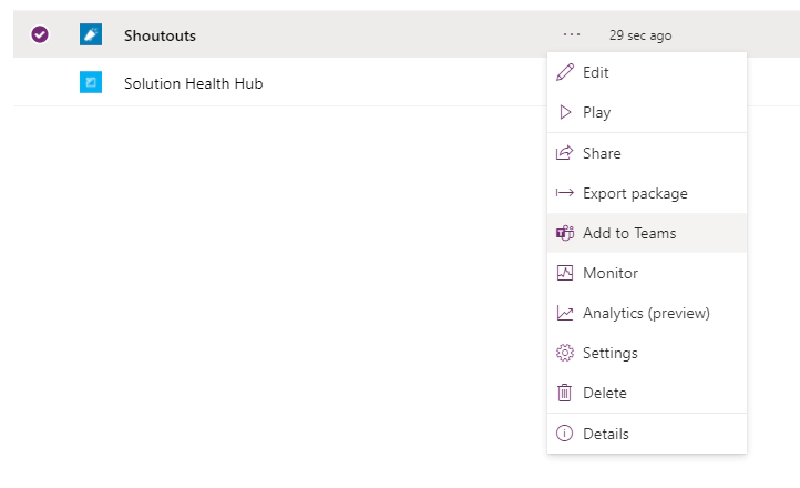 Shoutouts
...
29 sec ago
Solution Health Hub
Edit
Play
Share
Export package
Add to Teams
Monitor
Analytics (preview)
Settings
Delete
Details